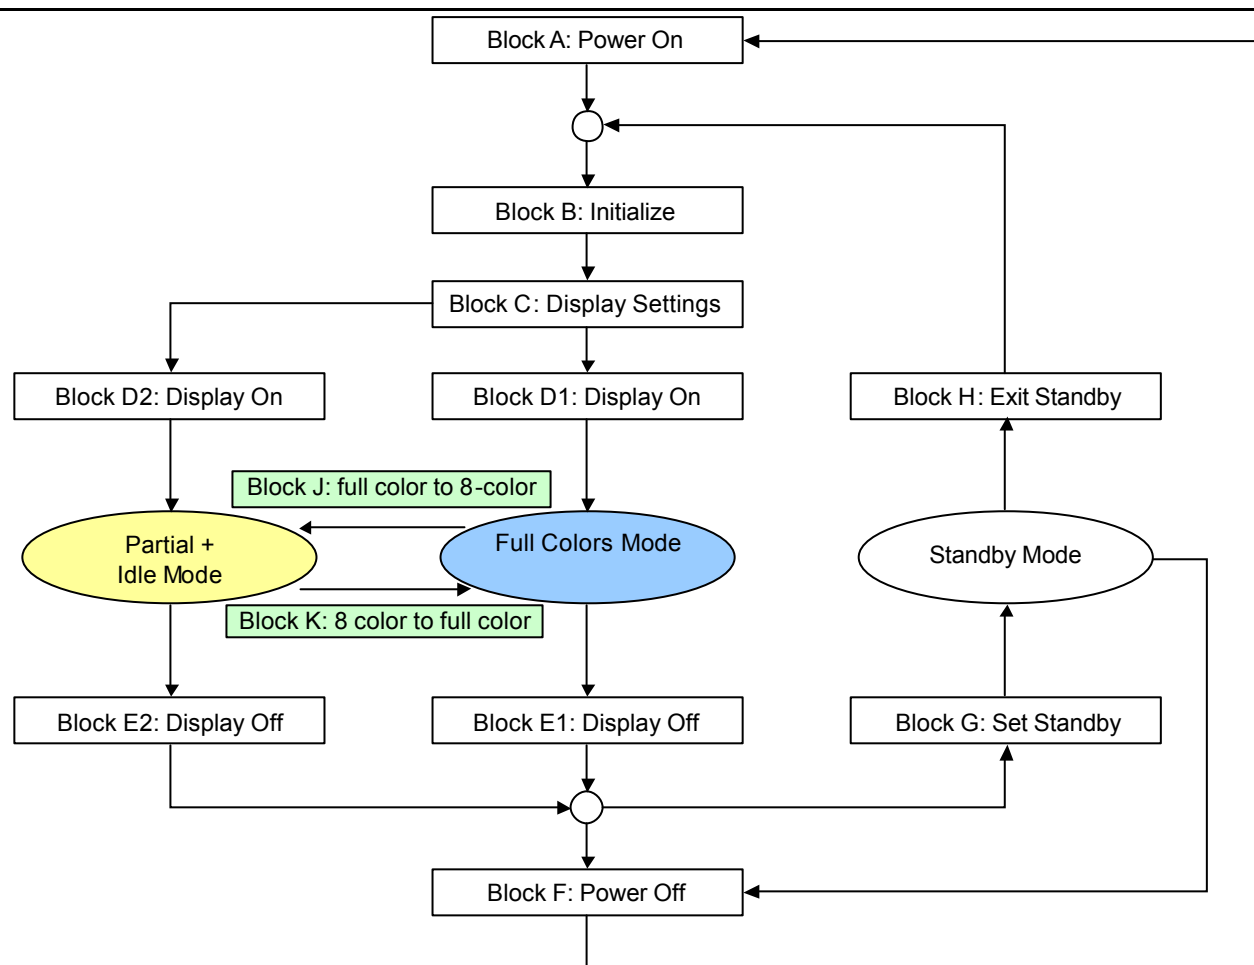 Block A: Power On
Block B: Initialize
Block C: Display Settings
Block D2: Display On
Block D1: Display On
Block H: Exit Standby
Block J: full color to 8-color
Partial +
Idle Mode
Full Colors Mode
Standby Mode
Block K: 8 color to full color
Block E2: Display Off
Block E1: Display Off
Block G: Set Standby
Block F: Power Off